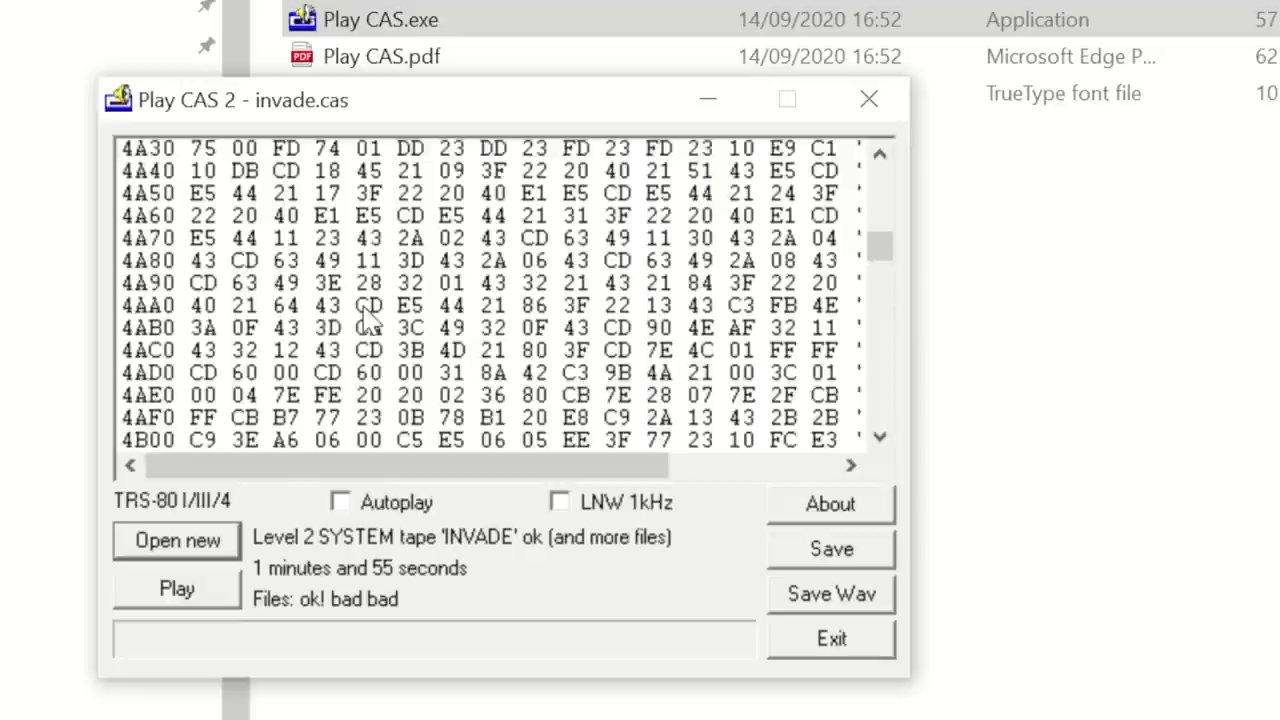 Play CAS.exe 14/09/2020 16:52 Application 57
PDF Play CAS.pdf 14/09/2020 16:52 Microsoft Edge P... 62
TrueType font file 10
Play CAS 2 - invade.cas
4A30 75 00 FD 74 01 DD 23 DD 23 FD 23 FD 23 10 E9 C1 '
4A40 10 DB CD 18 45 21 09 3F 22 20 40 21 51 43 E5 CD '
4A50 E5 44 21 17 3F 22 20 40 E1 E5 CD E5 44 21 24 3F '
4A60 22 20 40 E1 E5 CD E5 44 21 31 3F 22 20 40 E1 CD '
4A70 E5 44 11 23 43 2A 02 43 CD 63 49 11 30 43 2A 04 '
4A80 43 CD 63 49 11 3D 43 2A 06 43 CD 63 49 2A 08 43 '
4A90 CD 63 49 3E 28 32 01 43 32 21 43 21 84 3F 22 20 '
4AA0 40 21 64 43 CD E5 44 21 86 3F 22 13 43 C3 FB 4E '
4AB0 3A 0F 43 3D 3C 49 32 0F 43 CD 90 4E AF 32 11 '
4AC0 43 32 12 43 CD 3B 4D 21 80 3F CD 7E 4C 01 FF FF '
4AD0 CD 60 00 CD 60 00 31 8A 42 C3 9B 4A 21 00 3C 01 '
4AE0 00 04 7E FE 20 20 02 36 80 CB 7E 28 07 7E 2F CB '
4AF0 FF CB B7 77 23 0B 78 B1 20 E8 C9 2A 13 43 2B 2B '
4B00 C9 3E A6 06 00 C5 E5 06 05 EE 3F 77 23 10 FC E3 '
TRS-80 I/III/4 Autoplay LNW 1kHz About
Open new Level 2 SYSTEM tape 'INVADE' ok (and more files) Save
1 minutes and 55 seconds
Play Files: ok! bad bad Save Wav
Exit